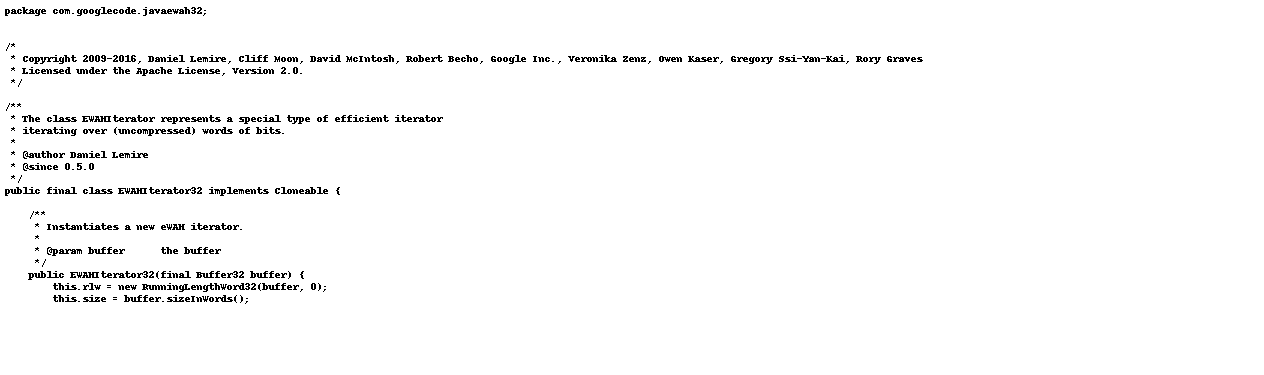 package com.googlecode.javaewah32;
/*
 * Copyright 2009-2016, Daniel Lemire, Cliff Moon, David McIntosh, Robert Becho, Google Inc., Veronika Zenz, Owen Kaser, Gregory Ssi-Yan-Kai, Rory Graves
 * Licensed under the Apache License, Version 2.0.
 */
/**
 * The class EWAHIterator represents a special type of efficient iterator
 * iterating over (uncompressed) words of bits.
 *
 * @author Daniel Lemire
 * @since 0.5.0
 */
public final class EWAHIterator32 implements Cloneable {
    /**
     * Instantiates a new eWAH iterator.
     *
     * @param buffer      the buffer
     */
    public EWAHIterator32(final Buffer32 buffer) {
        this.rlw = new RunningLengthWord32(buffer, 0);
        this.size = buffer.sizeInWords();